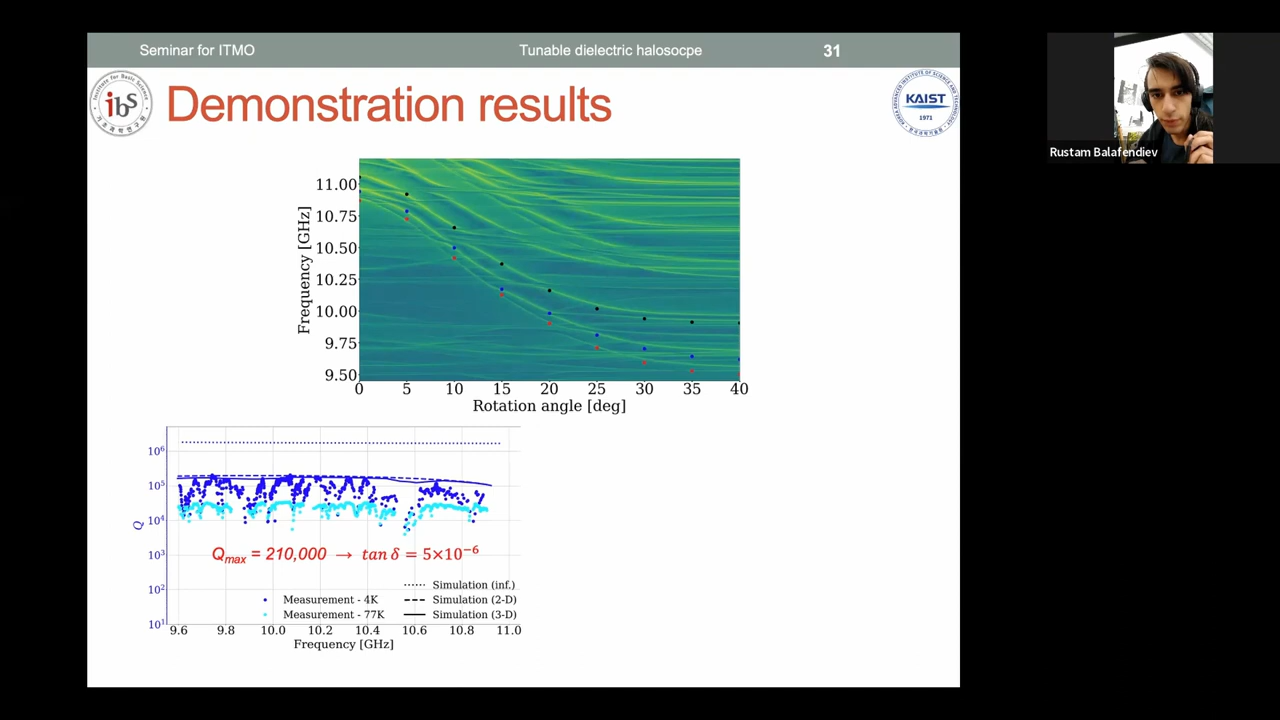 Seminar for ITMO
Tunable dielectric halosocpe
31
ibS
Demonstration results
KAIST
1971
Rustam Balafendiev
Frequency [GHz]
11.00
10.75
10.50
10.25
10.00
9.75
9.50
0 5 10 15 20 25 30 35 40
Rotation angle [deg]
Q
10⁶
10⁵
10⁴
10³
10²
10¹
Qmax = 210,000 → tan δ = 5×10⁻⁶
Simulation (inf.)
Measurement - 4K
Simulation (2-D)
Measurement - 77K
Simulation (3-D)
9.6 9.8 10.0 10.2 10.4 10.6 10.8 11.0
Frequency [GHz]